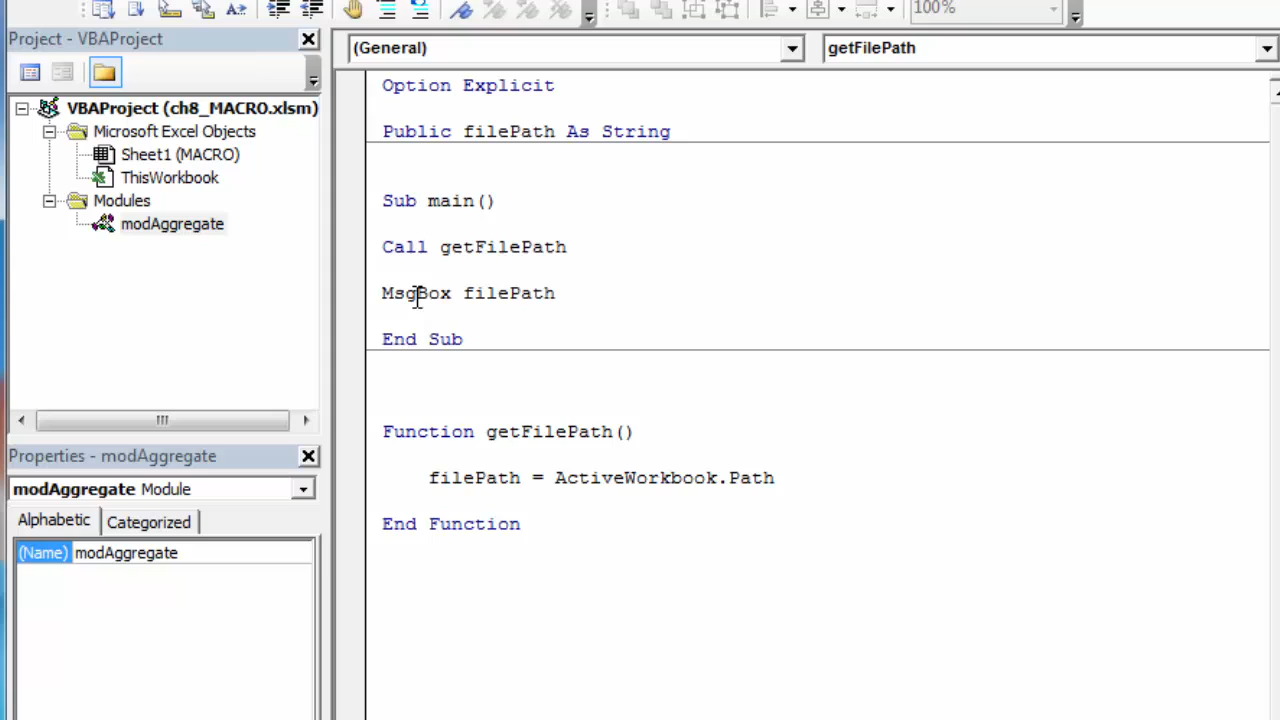 100%
Project - VBAProject
(General)
getFilePath
VBAProject (ch8_MACRO.xlsm)
Microsoft Excel Objects
Sheet1 (MACRO)
ThisWorkbook
Modules
modAggregate
Properties - modAggregate
modAggregate Module
Alphabetic Categorized
(Name) modAggregate
Option Explicit
Public filePath As String
Sub main()
Call getFilePath
MsgBox filePath
End Sub
Function getFilePath()
filePath = ActiveWorkbook.Path
End Function